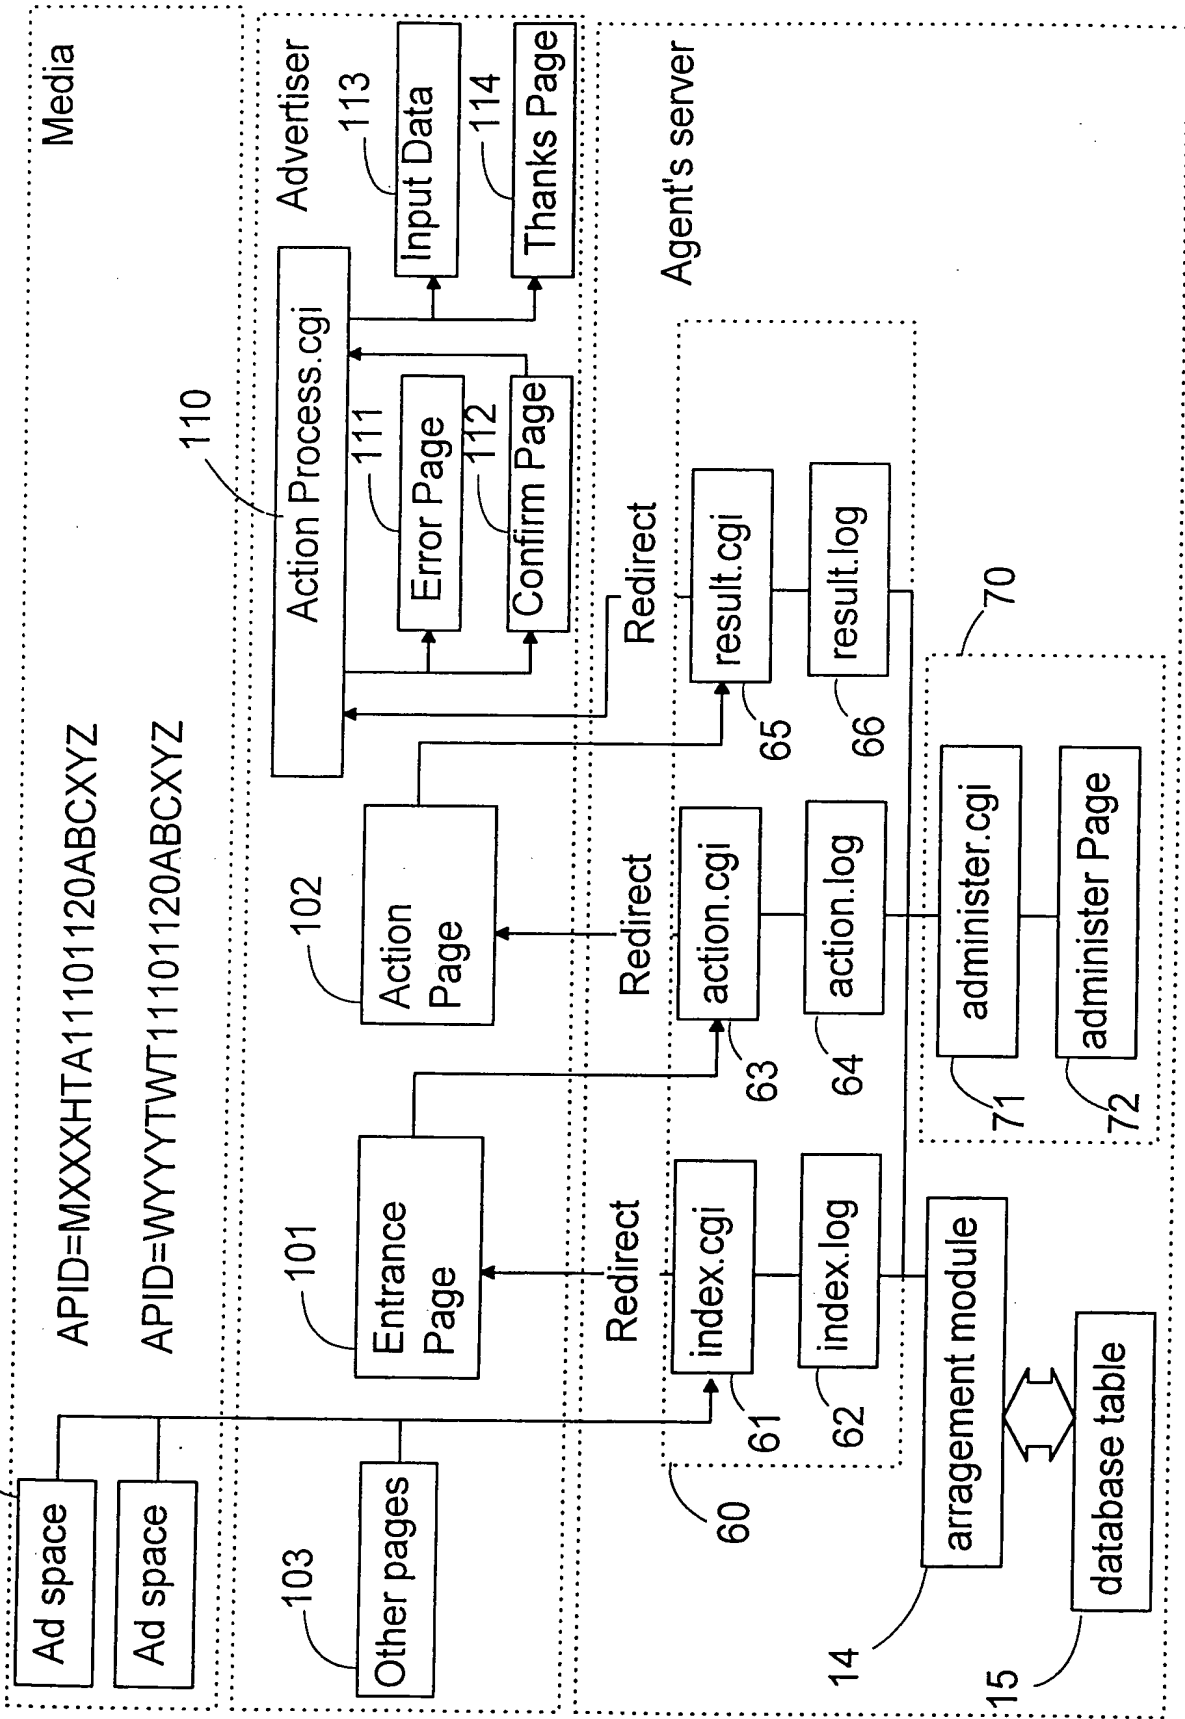 Media
Ad space
APID=MXXXHTA11101120ABCXYZ
Ad space
APID=WYYYTWT11101120ABCXYZ
Advertiser
110
Action Process.cgi
103
Other pages
101
Entrance
Page
102
Action
Page
111
Error Page
112
Confirm Page
113
Input Data
114
Thanks Page
Agent's server
Redirect
Redirect
Redirect
60
61
index.cgi
63
action.cgi
65
result.cgi
62
index.log
64
action.log
66
result.log
70
14
arragement module
71
administer.cgi
15
database table
72
administer Page